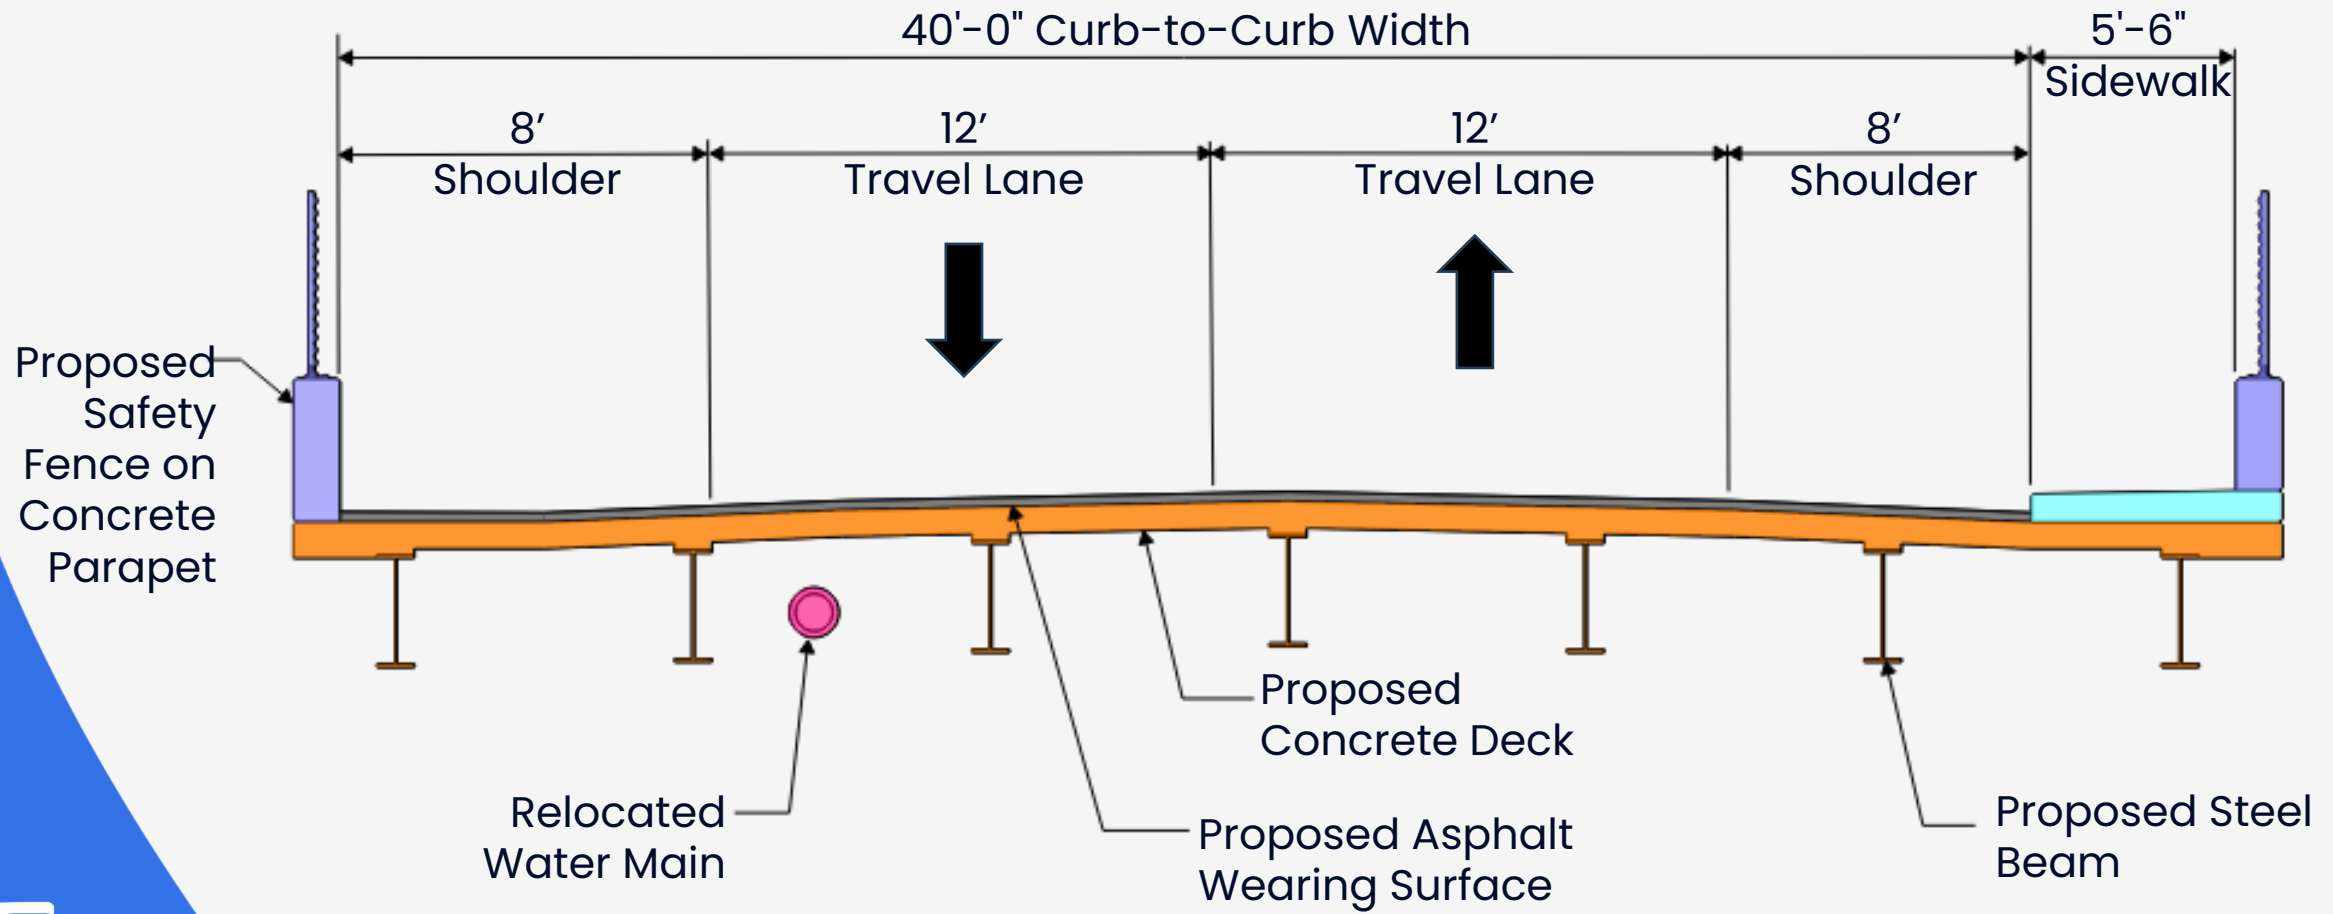 40'-0" Curb-to-Curb Width
5'-6"
Sidewalk
8’
Shoulder
12’
Travel Lane
12’
Travel Lane
8’
Shoulder
Proposed
Safety
Fence on
Concrete
Parapet
Proposed
Concrete Deck
Relocated
Water Main
Proposed Asphalt
Wearing Surface
Proposed Steel
Beam